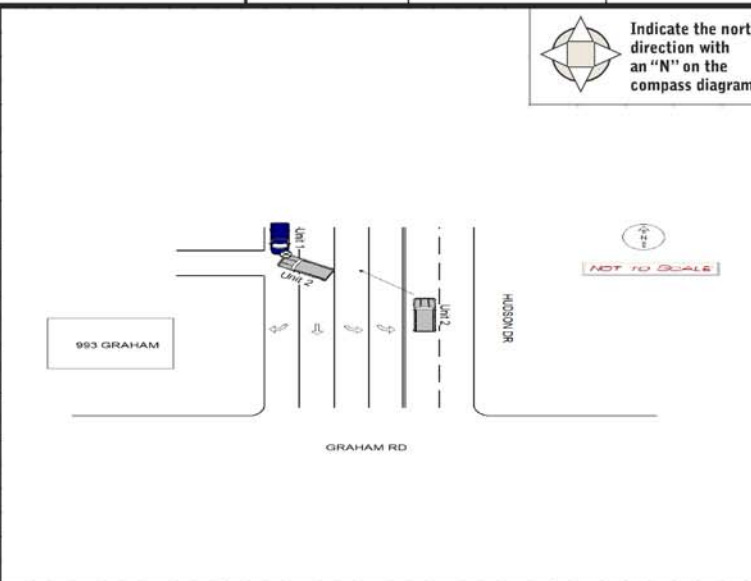 Indicate the nort
direction with
an “N” on the
compass diagram
N
NOT TO SCALE
Unit 1
Unit 2
Unit 2
HUDSON DR
993 GRAHAM
GRAHAM RD